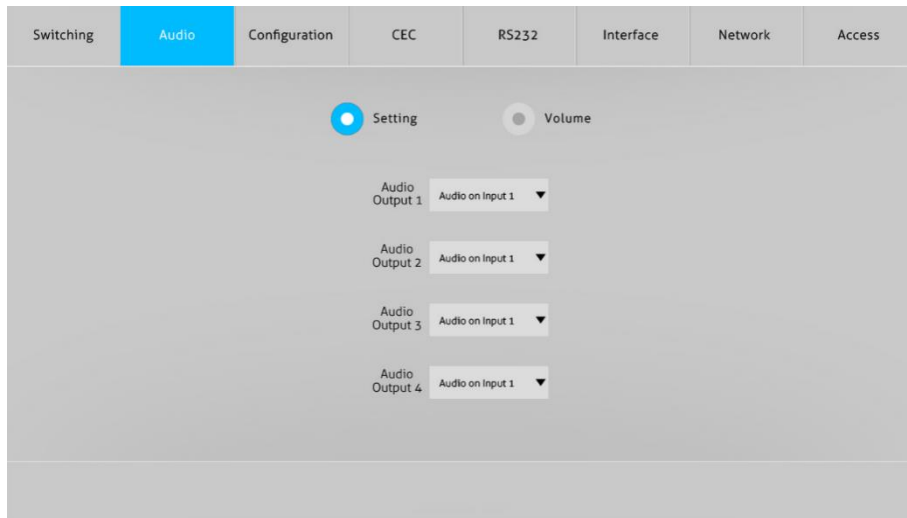 Switching Audio Configuration CEC RS232 Interface Network Access
Setting Volume
Audio
Output 1 Audio on Input 1
Audio
Output 2 Audio on Input 1
Audio
Output 3 Audio on Input 1
Audio
Output 4 Audio on Input 1